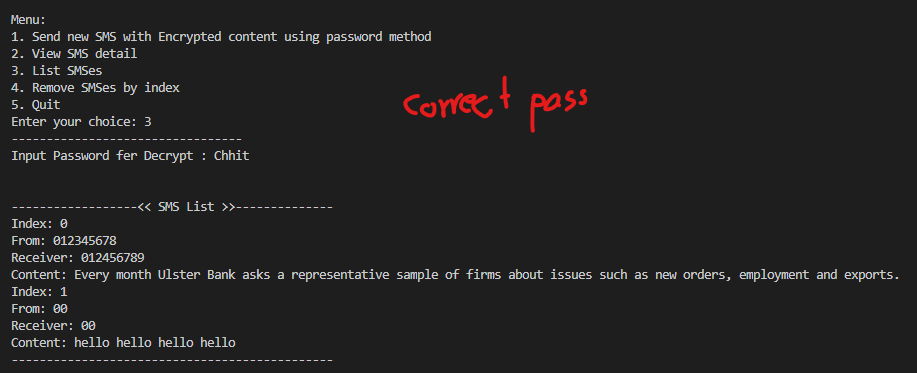 Menu:
1. Send new SMS with Encrypted content using password method
2. View SMS detail
3. List SMSes
4. Remove SMSes by index
5. Quit
correct pass
Enter your choice: 3
---------------------------------
Input Password fer Decrypt : Chhit
------------------<< SMS List >>--------------
Index: 0
From: 012345678
Receiver: 012456789
Content: Every month Ulster Bank asks a representative sample of firms about issues such as new orders, employment and exports.
Index: 1
From: 00
Receiver: 00
Content: hello hello hello hello
----------------------------------------------